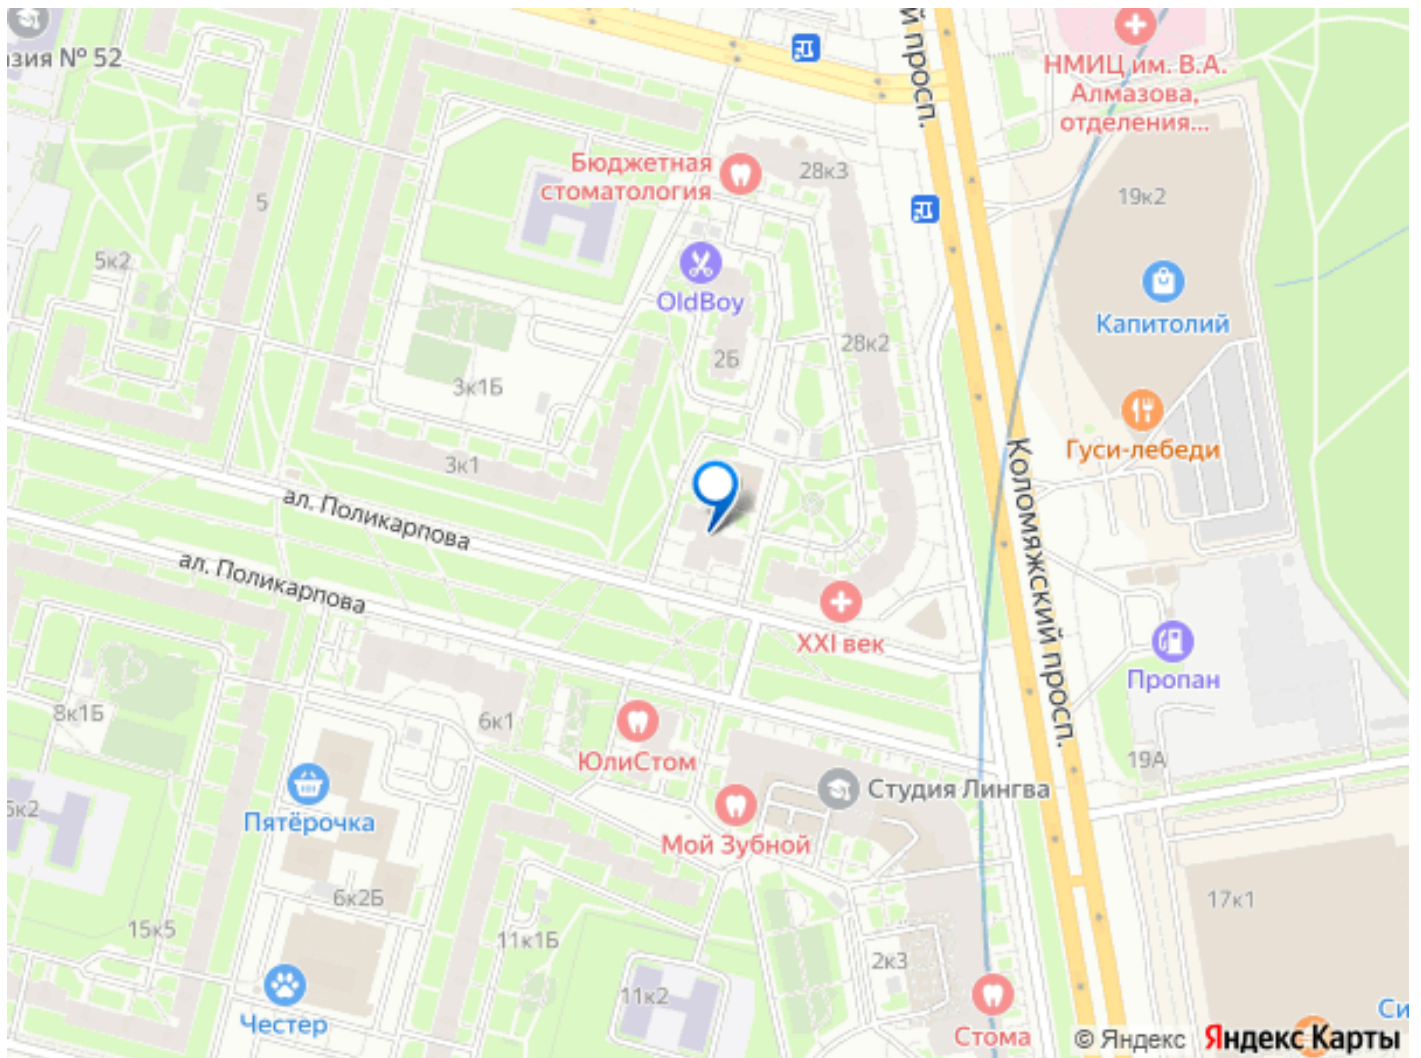 зия № 52
й просп.
НМИЦ им. В.А.
Алмазова,
отделения...
Бюджетная
стоматология
28к3
19к2
5
5к2
OldBoy
Капитолий
2Б
28к2
3к1Б
Гуси-лебеди
3к1
ал. Поликарпова
Коломяжский просп.
ал. Поликарпова
XXI век
Пропан
8к1Б
6к1
ЮлиСтом
19А
Студия Лингва
5к2
Пятёрочка
Мой Зубной
6к2Б
17к1
15к5
11к1Б
2к3
11к2
Си
Честер
Стома
© Яндекс Яндекс Карты